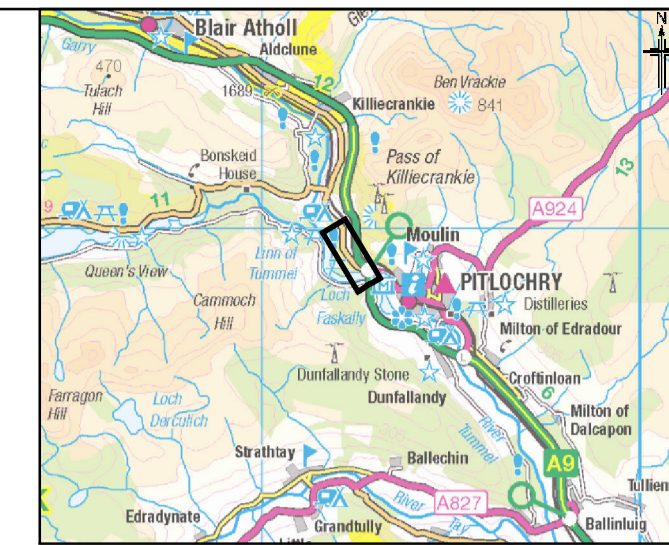 N
Blair Atholl
Garry
Aldclune
470
Tulach
Hill
1689
12
Killiecrankie
Ben Vrackie
841
Bonskeid
House
Pass of
Killiecrankie
13
9
11
A924
Moulin
Queen's View
Linn of
Tummel
PITLOCHRY
Loch
Faskally
Distilleries
Cammoch
Hill
Milton of Edradour
Dunfallandy Stone
Croftinloan
Dunfallandy
Farragon
Hill
Loch
Derculich
6
Milton of
Dalcapon
River
Tummel
Strathtay
Ballechin
A9
A827
Tullien
River
Tay
Edradynate
Grandtully
Ballinluig
Little